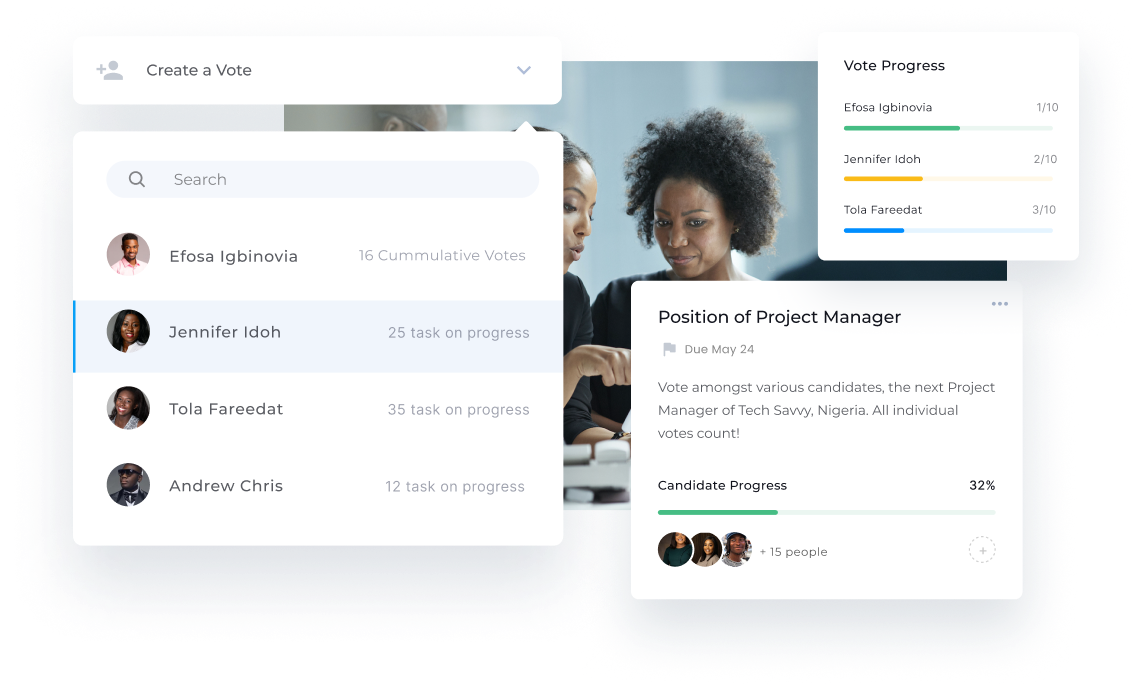 Create a Vote
Search
Efosa Igbinovia 16 Cummulative Votes
Jennifer Idoh 25 task on progress
Tola Fareedat 35 task on progress
Andrew Chris 12 task on progress
Vote Progress
Efosa Igbinovia 1/10
Jennifer Idoh 2/10
Tola Fareedat 3/10
Position of Project Manager
Due May 24
Vote amongst various candidates, the next Project
Manager of Tech Savvy, Nigeria. All individual
votes count!
Candidate Progress 32%
+ 15 people